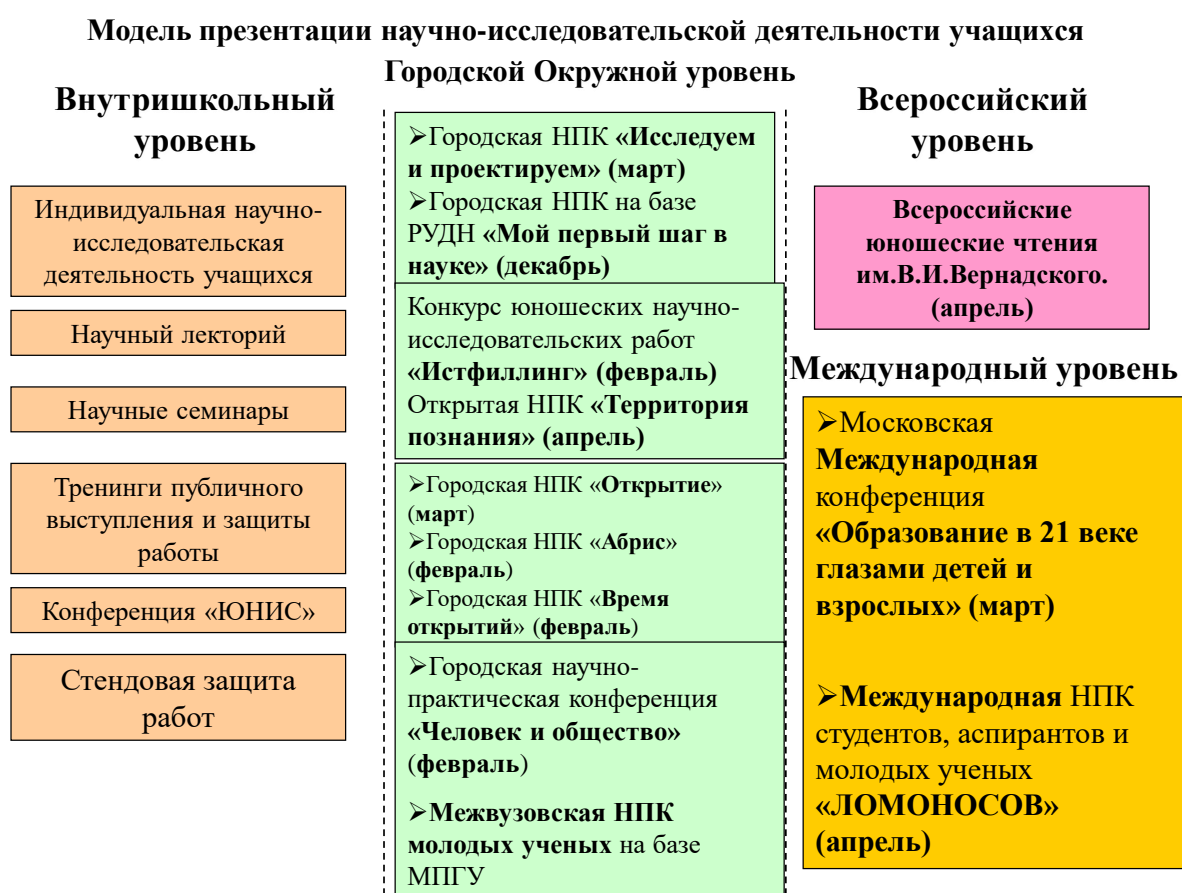 Модель презентации научно-исследовательской деятельности учащихся
Внутришкольный
уровень
Индивидуальная научно-
исследовательская
деятельность учащихся
Научный лекторий
Научные семинары
Тренинги публичного
выступления и защиты
работы
Конференция «ЮНИС»
Стендовая защита
работ
Городской Окружной уровень
➢Городская НПК «Исследуем
и проектируем» (март)
➢Городская НПК на базе
РУДН «Мой первый шаг в
науке» (декабрь)
Конкурс юношеских научно-
исследовательских работ
«Истфиллинг» (февраль)
Открытая НПК «Территория
познания» (апрель)
➢Городская НПК «Открытие»
(март)
➢Городская НПК «Абрис»
(февраль)
➢Городская НПК «Время
открытий» (февраль)
➢Городская научно-
практическая конференция
«Человек и общество»
(февраль)
➢Межвузовская НПК
молодых ученых на базе
МПГУ
Всероссийский
уровень
Всероссийские
юношеские чтения
им.В.И.Вернадского.
(апрель)
Международный уровень
➢Московская
Международная
конференция
«Образование в 21 веке
глазами детей и
взрослых» (март)
➢Международная НПК
студентов, аспирантов и
молодых ученых
«ЛОМОНОСОВ»
(апрель)